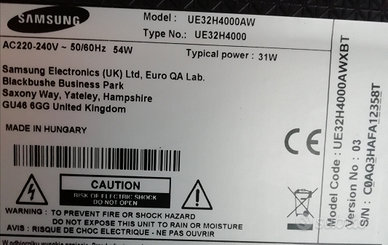 SAMSUNG
Model : UE32H4000AW
Type No.: UE32H4000
AC220-240V ~ 50/60Hz 54W
Typical power : 31W
Samsung Electronics (UK) Ltd, Euro QA Lab.
Blackbushe Business Park
Saxony Way, Yateley, Hampshire
GU46 6GG United Kingdom
MADE IN HUNGARY
CE
CAUTION
RISK OF ELECTRIC SHOCK
DO NOT OPEN
WARNING : TO PREVENT FIRE OR SHOCK HAZARD
DO NOT EXPOSE THIS UNIT TO RAIN OR MOISTURE
AVIS : RISQUE DE CHOC ELECTRIQUE - NE PAS OUVRIR
Model Code : UE32H4000AWXBT
Version No : 03
S/N : C0AQ3HAFA12358T